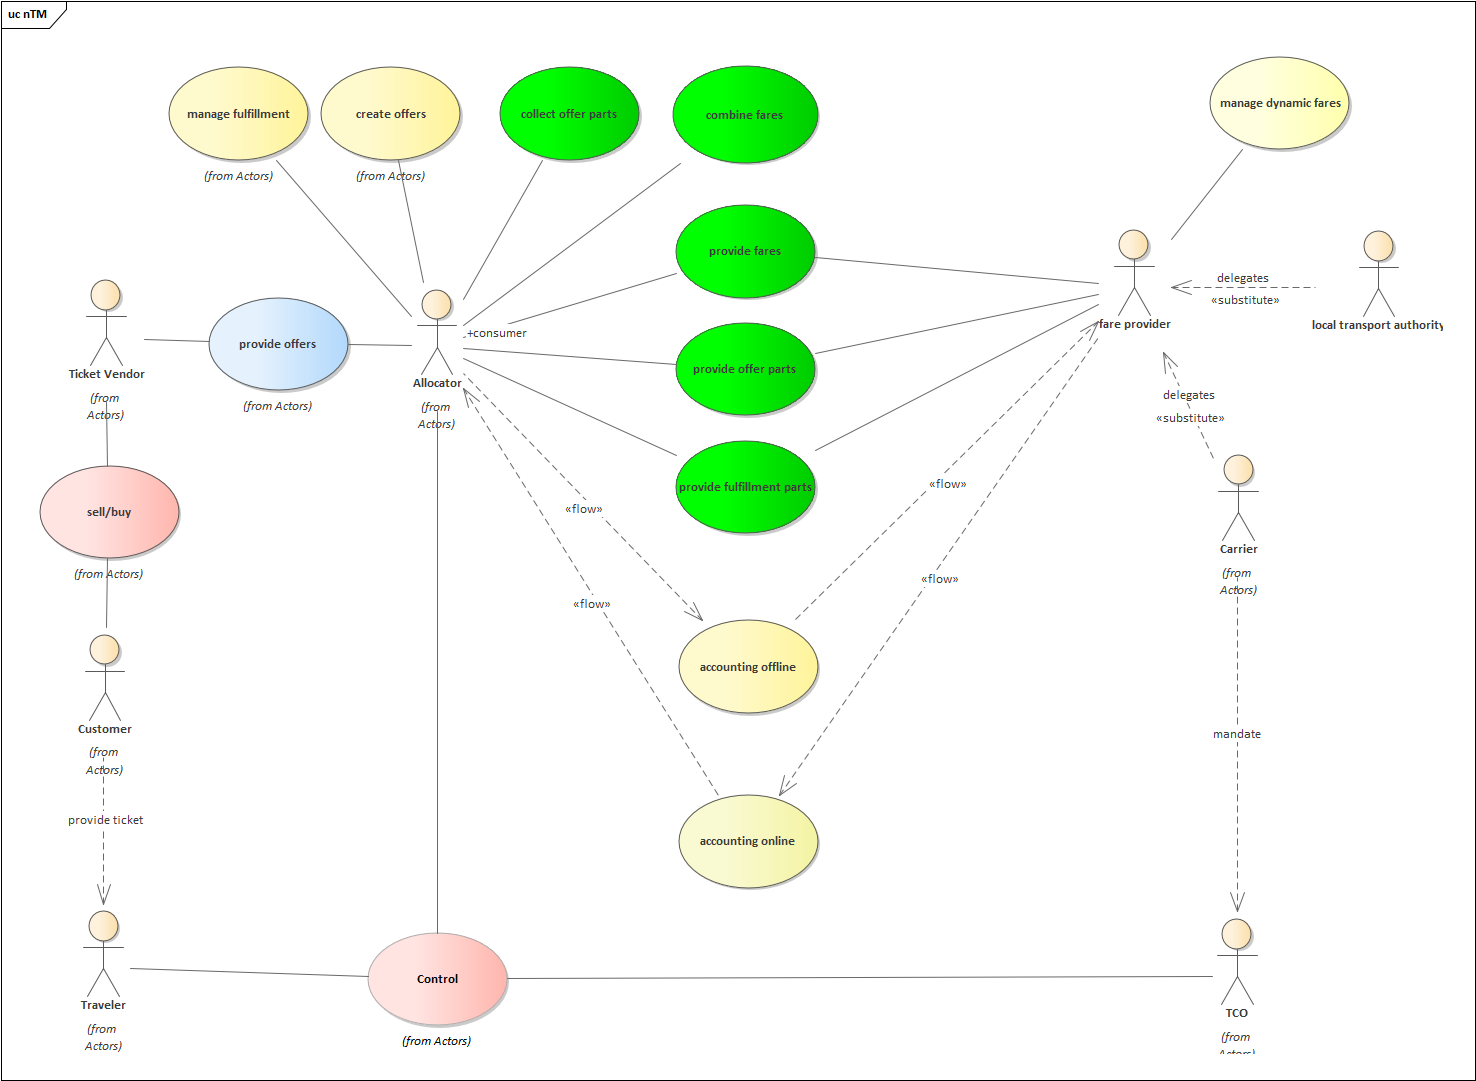 uc nTM
manage fulfillment
(from Actors)
create offers
(from Actors)
collect offer parts
combine fares
manage dynamic fares
provide fares
fare provider
delegates
«substitute»
local transport authority
Ticket Vendor
(from
Actors)
provide offers
(from Actors)
+consumer
Allocator
(from
Actors)
provide offer parts
delegates
«substitute»
provide fulfillment parts
sell/buy
(from Actors)
«flow»
«flow»
«flow»
«flow»
Carrier
(from
Actors)
Customer
(from
Actors)
accounting offline
mandate
provide ticket
accounting online
Traveler
(from
Actors)
Control
(from Actors)
TCO
(from
Actors)